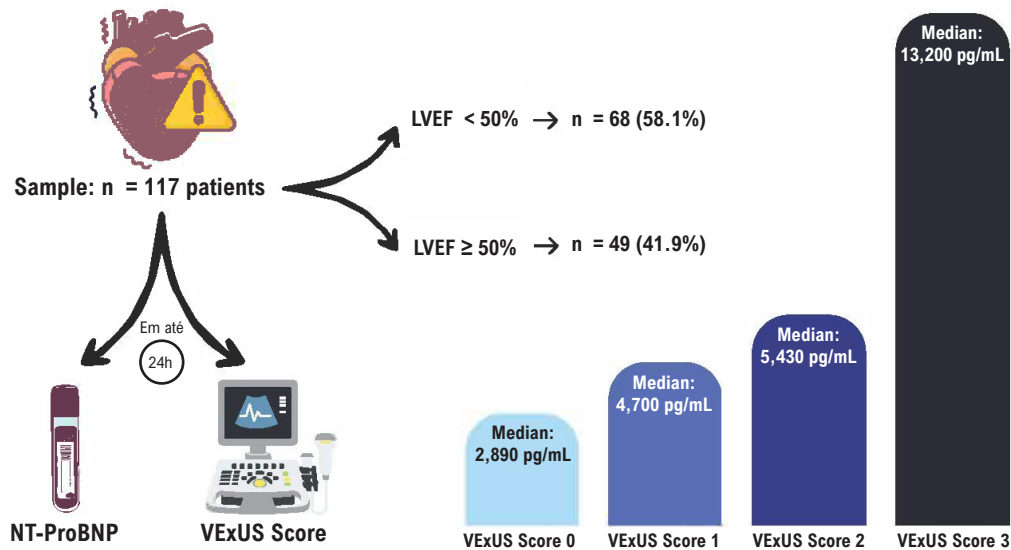 Sample: n = 117 patients
LVEF < 50% → n = 68 (58.1%)
LVEF ≥ 50% → n = 49 (41.9%)
Em até
24h
NT-ProBNP
VExUS Score
Median:
2,890 pg/mL
VExUS Score 0
Median:
4,700 pg/mL
VExUS Score 1
Median:
5,430 pg/mL
VExUS Score 2
Median:
13,200 pg/mL
VExUS Score 3